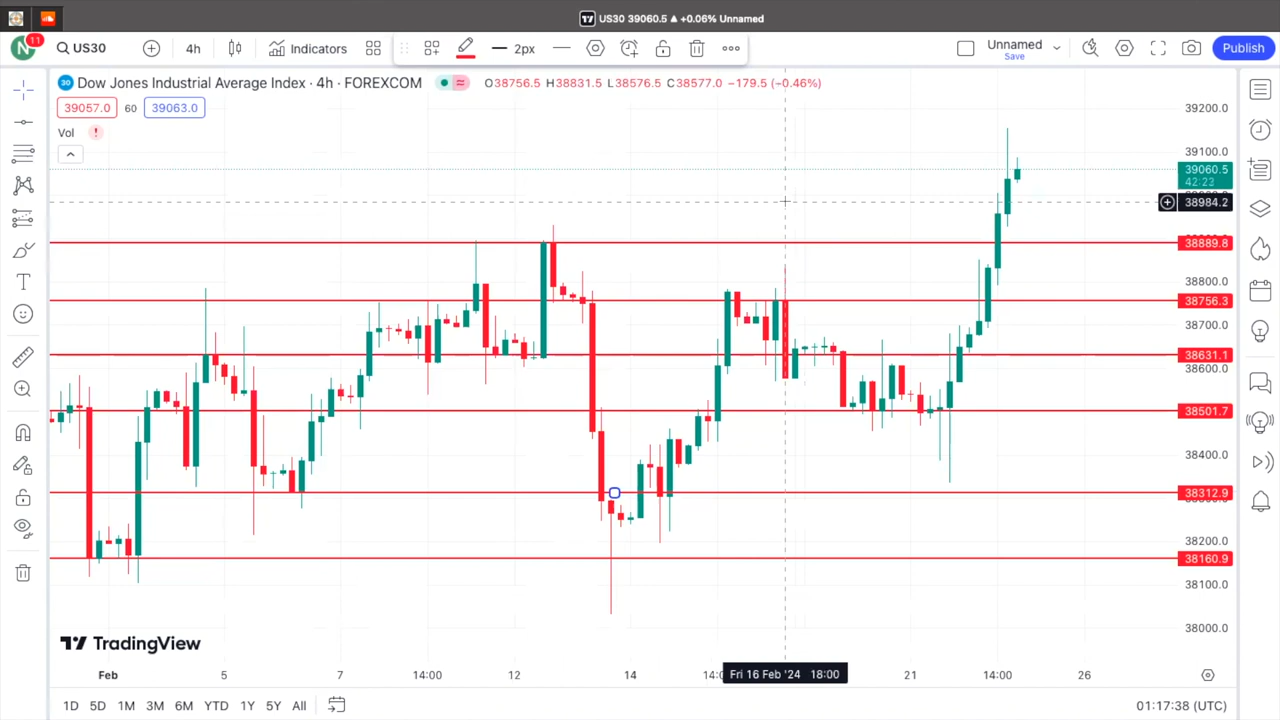 US30 39060.5 ▲ +0.06% Unnamed
N 11 US30 4h Indicators 2px Unnamed Save Publish
30 Dow Jones Industrial Average Index · 4h · FOREXCOM O38756.5 H38831.5 L38576.5 C38577.0 −179.5 (−0.46%)
39057.0 60 39063.0
Vol !
39200.0
39100.0
39060.5
42:23
38984.2
38889.8
38800.0
38756.3
38700.0
38631.1
38600.0
38501.7
38400.0
38312.9
38200.0
38160.9
38100.0
38000.0
TradingView
Feb 5 7 14:00 12 14 Fri 16 Feb '24 18:00 21 14:00 26
1D 5D 1M 3M 6M YTD 1Y 5Y All 01:17:38 (UTC)